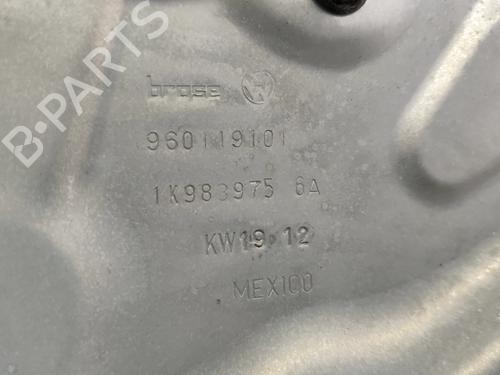 brose
960119101
1K983975 6A
KW19 12
MEXICO
B-PARTS